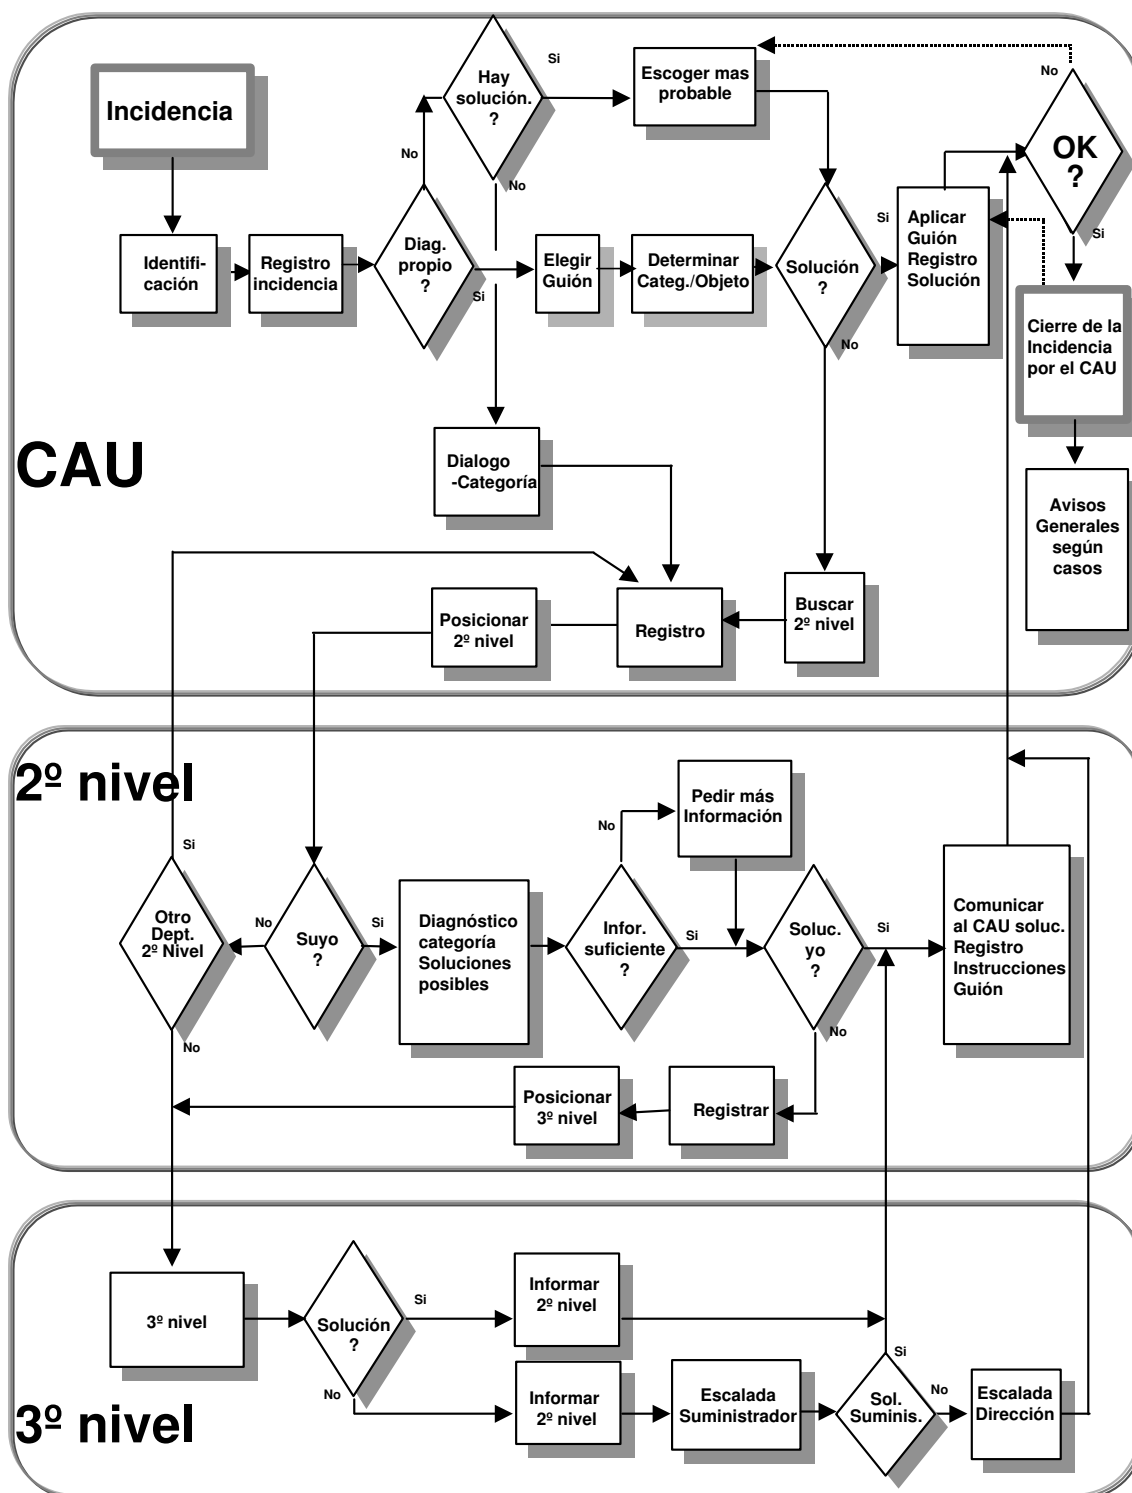 Hay
solución.
?
Si
No
No
Escoger mas
probable
No
OK
?
Si
Incidencia
Identifi-
cación
Registro
incidencia
Diag.
propio
?
Si
Elegir
Guión
Determinar
Categ./Objeto
Solución
?
Si
No
Aplicar
Guión
Registro
Solución
Cierre de la
Incidencia
por el CAU
CAU
Dialogo
-Categoría
Avisos
Generales
según
casos
Posicionar
2º nivel
Registro
Buscar
2º nivel
2º nivel
Pedir más
Información
Si
No
Otro
Dept.
2º Nivel
No
No
Suyo
?
Si
Diagnóstico
categoría
Soluciones
posibles
Infor.
suficiente
?
Si
Soluc.
yo
?
Si
No
Comunicar
al CAU soluc.
Registro
Instrucciones
Guión
Posicionar
3º nivel
Registrar
3º nivel
Solución
?
Si
No
Informar
2º nivel
Informar
2º nivel
Escalada
Suministrador
Si
Sol.
Suminis.
No
Escalada
Dirección
3º nivel